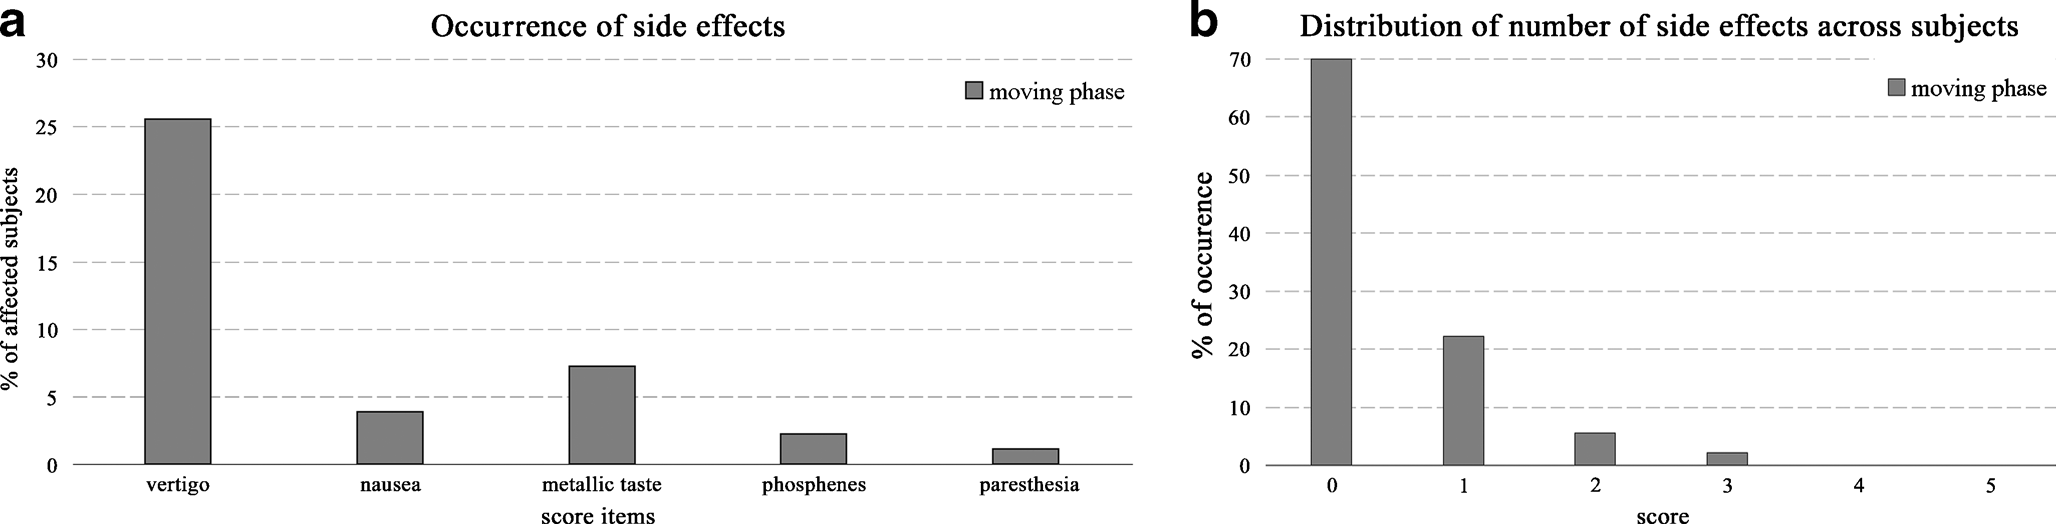 a
Occurrence of side effects
% of affected subjects
30
25
20
15
10
5
0
moving phase
vertigo nausea metallic taste phosphenes paresthesia
score items
b
Distribution of number of side effects across subjects
% of occurence
70
60
50
40
30
20
10
0
moving phase
0 1 2 3 4 5
score